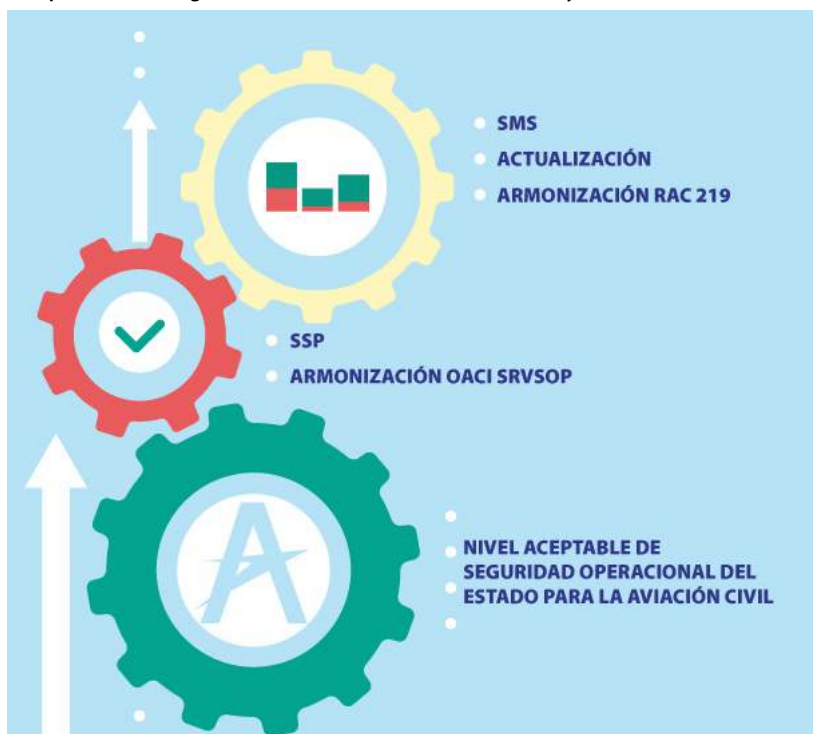 SMS
ACTUALIZACIÓN
ARMONIZACIÓN RAC 219
SSP
ARMONIZACIÓN OACI SRVSOP
NIVEL ACEPTABLE DE
SEGURIDAD OPERACIONAL DEL
ESTADO PARA LA AVIACIÓN CIVIL